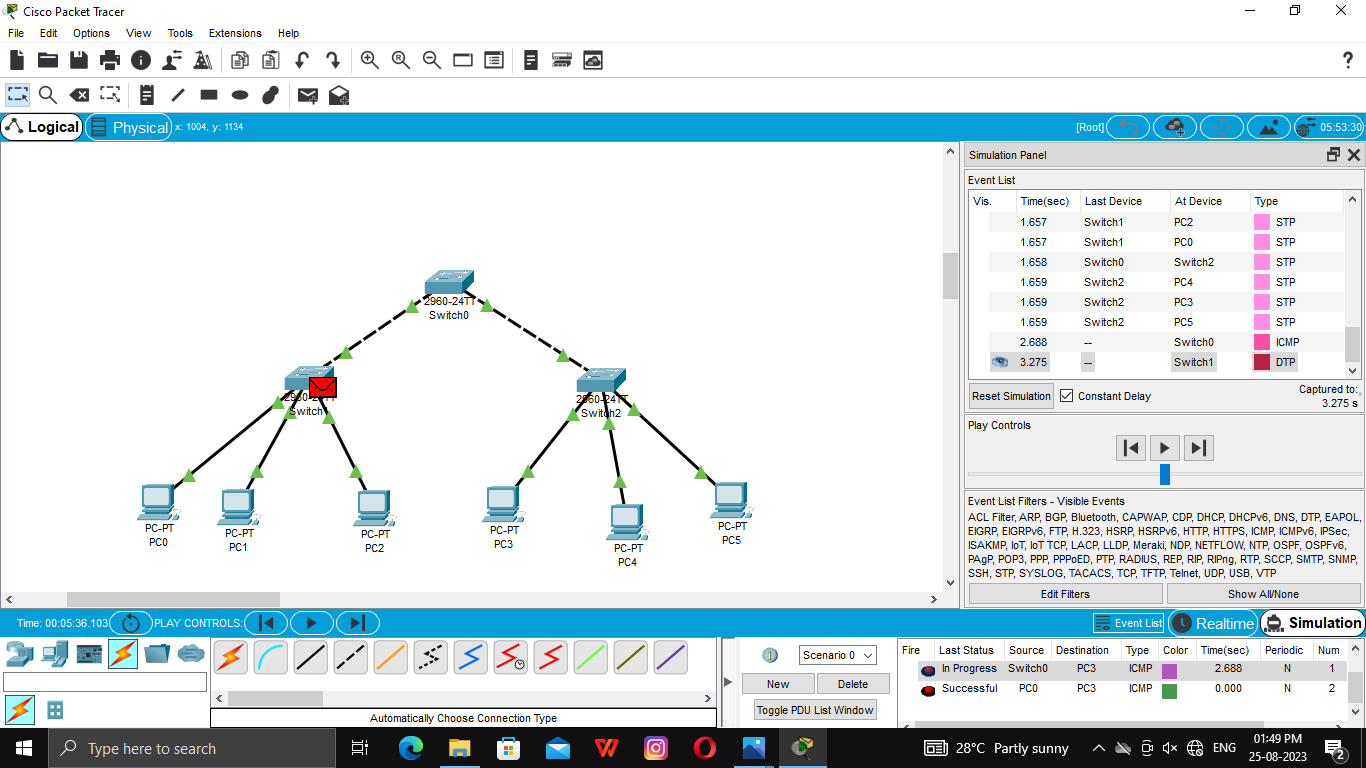 Cisco Packet Tracer
File Edit Options View Tools Extensions Help
?
Logical Physical x: 1004, y: 1134 [Root] 05:53:30
Simulation Panel
Event List
Vis. Time(sec) Last Device At Device Type
1.657 Switch1 PC2 STP
1.657 Switch1 PC0 STP
1.658 Switch0 Switch2 STP
1.659 Switch2 PC4 STP
1.659 Switch2 PC3 STP
1.659 Switch2 PC5 STP
2.688 -- Switch0 ICMP
3.275 -- Switch1 DTP
Reset Simulation Constant Delay Captured to:
3.275 s
Play Controls
Event List Filters - Visible Events
ACL Filter, ARP, BGP, Bluetooth, CAPWAP, CDP, DHCP, DHCPv6, DNS, DTP, EAPOL,
EIGRP, EIGRPv6, FTP, H.323, HSRP, HSRPv6, HTTP, HTTPS, ICMP, ICMPv6, IPSec,
ISAKMP, IoT, IoT TCP, LACP, LLDP, Meraki, NDP, NETFLOW, NTP, OSPF, OSPFv6,
PAgP, POP3, PPP, PPPoED, PTP, RADIUS, REP, RIP, RIPng, RTP, SCCP, SMTP, SNMP,
SSH, STP, SYSLOG, TACACS, TCP, TFTP, Telnet, UDP, USB, VTP
Edit Filters Show All/None
2960-24TT
Switch0
2960-24TT
Switch
2960-24TT
Switch2
PC-PT
PC0
PC-PT
PC1
PC-PT
PC2
PC-PT
PC3
PC-PT
PC4
PC-PT
PC5
Time: 00:05:36.103 PLAY CONTROLS: Event List Realtime Simulation
Scenario 0
New Delete
Toggle PDU List Window
Fire Last Status Source Destination Type Color Time(sec) Periodic Num
In Progress Switch0 PC3 ICMP 2.688 N 1
Successful PC0 PC3 ICMP 0.000 N 2
Automatically Choose Connection Type
Type here to search
28°C Partly sunny ENG 01:49 PM
25-08-2023
2